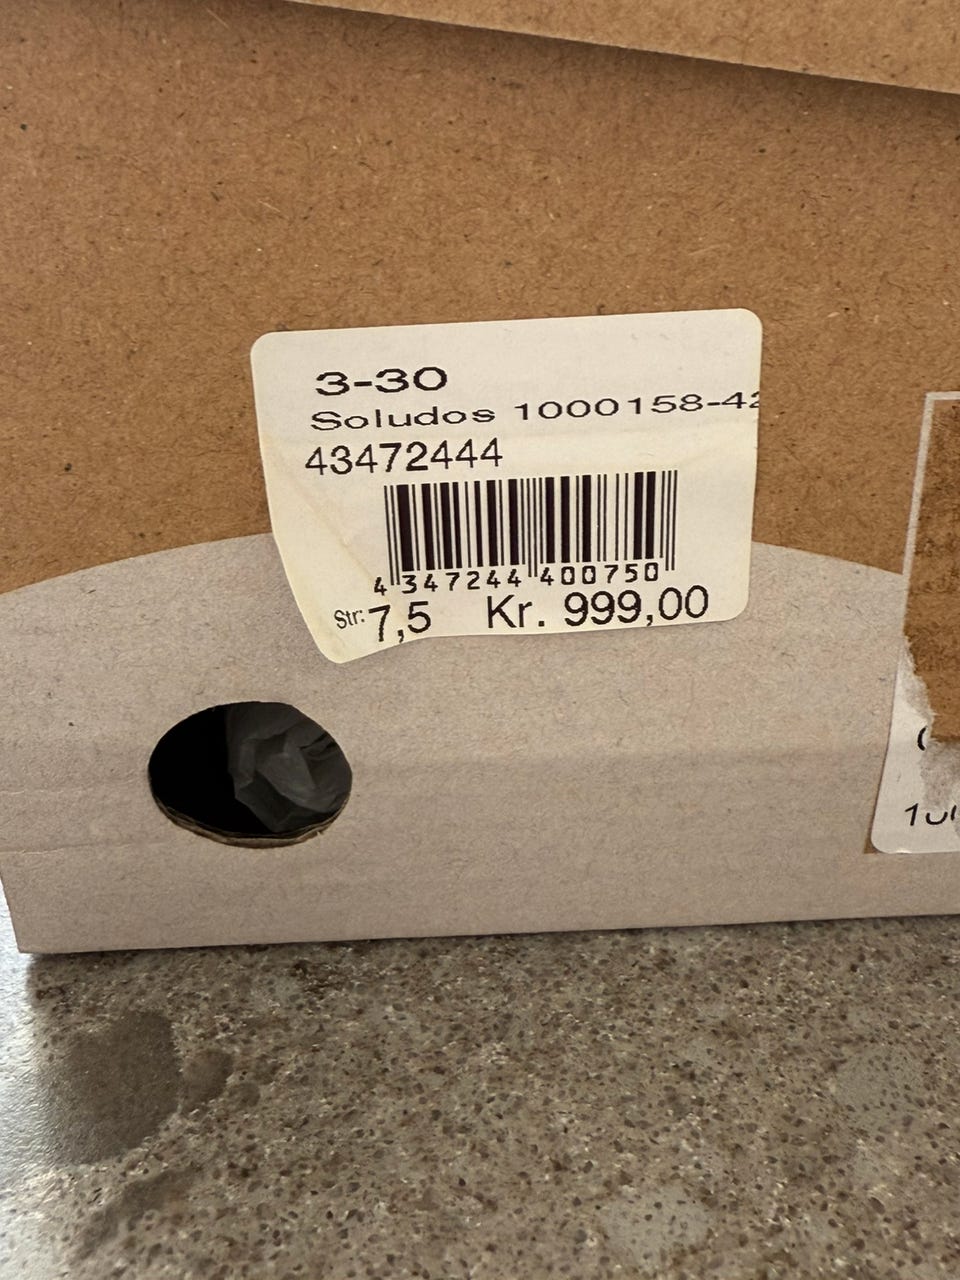 3-30
Soludos 1000158-42
43472444
4 347244 400750
Str: 7,5 Kr. 999,00